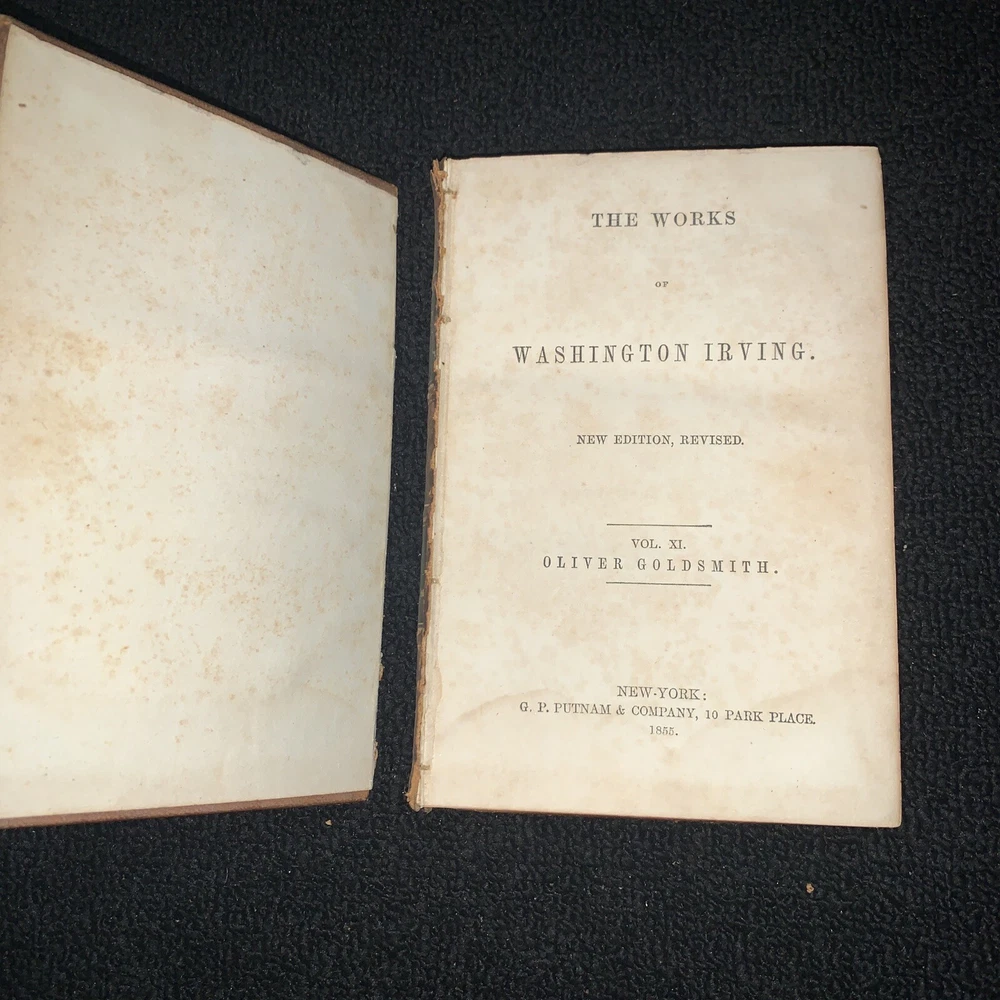 THE WORKS
OF
WASHINGTON IRVING.
NEW EDITION, REVISED.
VOL. XI.
OLIVER GOLDSMITH.
NEW-YORK:
G. P. PUTNAM & COMPANY, 10 PARK PLACE.
1855.